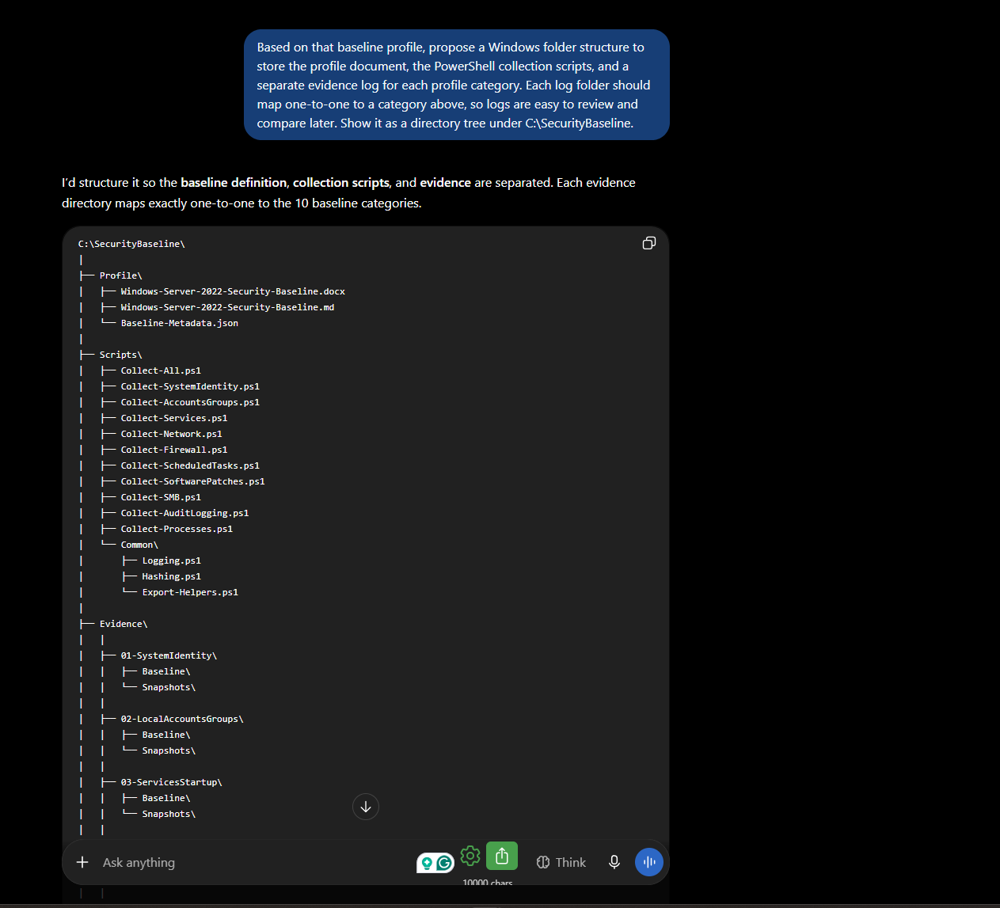 Based on that baseline profile, propose a Windows folder structure to
store the profile document, the PowerShell collection scripts, and a
separate evidence log for each profile category. Each log folder should
map one-to-one to a category above, so logs are easy to review and
compare later. Show it as a directory tree under C:\SecurityBaseline.
I'd structure it so the baseline definition, collection scripts, and evidence are separated. Each evidence
directory maps exactly one-to-one to the 10 baseline categories.
C:\SecurityBaseline\
│
├── Profile\
│   ├── Windows-Server-2022-Security-Baseline.docx
│   ├── Windows-Server-2022-Security-Baseline.md
│   └── Baseline-Metadata.json
│
├── Scripts\
│   ├── Collect-All.ps1
│   ├── Collect-SystemIdentity.ps1
│   ├── Collect-AccountsGroups.ps1
│   ├── Collect-Services.ps1
│   ├── Collect-Network.ps1
│   ├── Collect-Firewall.ps1
│   ├── Collect-ScheduledTasks.ps1
│   ├── Collect-SoftwarePatches.ps1
│   ├── Collect-SMB.ps1
│   ├── Collect-AuditLogging.ps1
│   ├── Collect-Processes.ps1
│   └── Common\
│       ├── Logging.ps1
│       ├── Hashing.ps1
│       └── Export-Helpers.ps1
│
├── Evidence\
│   │
│   ├── 01-SystemIdentity\
│   │   ├── Baseline\
│   │   └── Snapshots\
│   │
│   ├── 02-LocalAccountsGroups\
│   │   ├── Baseline\
│   │   └── Snapshots\
│   │
│   ├── 03-ServicesStartup\
│   │   ├── Baseline\
│   │   └── Snapshots\
│   │
Ask anything
Think
10000 chars